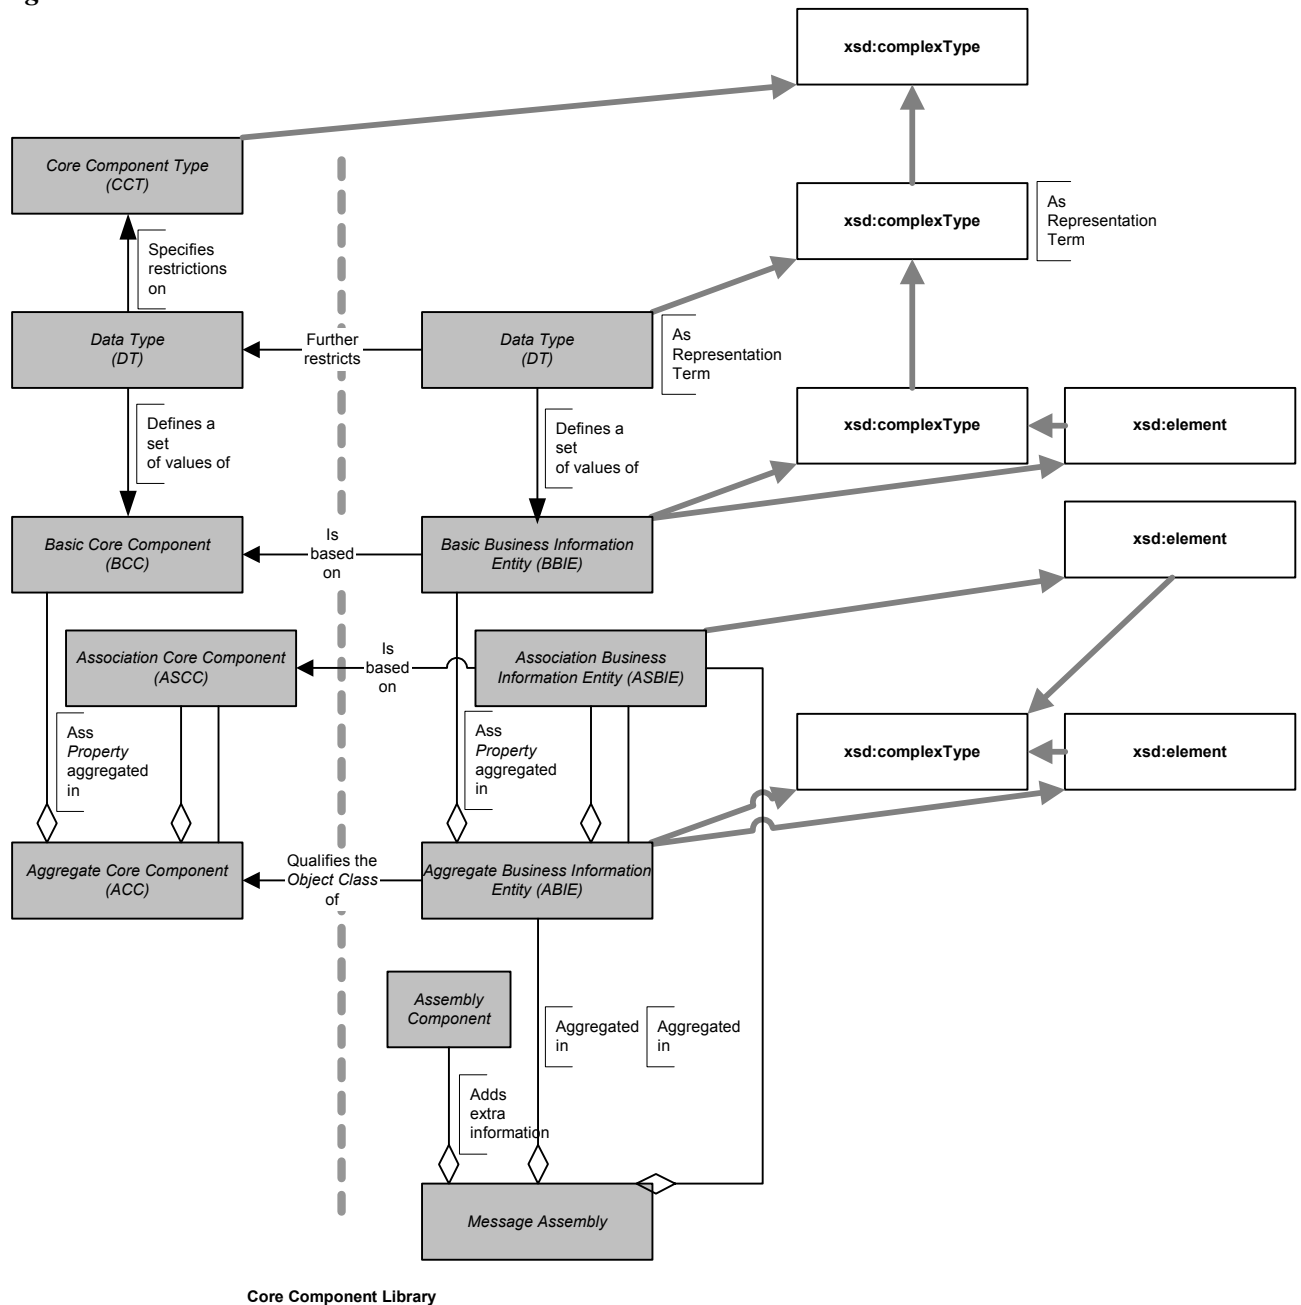 g
xsd:complexType
Core Component Type
(CCT)
xsd:complexType
As
Representation
Term
Specifies
restrictions
on
Data Type
(DT)
Further
restricts
Data Type
(DT)
As
Representation
Term
Defines a
set
of values of
Defines a
set
of values of
xsd:complexType
xsd:element
Basic Core Component
(BCC)
Is
based
on
Basic Business Information
Entity (BBIE)
xsd:element
Association Core Component
(ASCC)
Is
based
on
Association Business
Information Entity (ASBIE)
Ass
Property
aggregated
in
Ass
Property
aggregated
in
xsd:complexType
xsd:element
Aggregate Core Component
(ACC)
Qualifies the
Object Class
of
Aggregate Business Information
Entity (ABIE)
Assembly
Component
Aggregated
in
Aggregated
in
Adds
extra
information
Message Assembly
Core Component Library